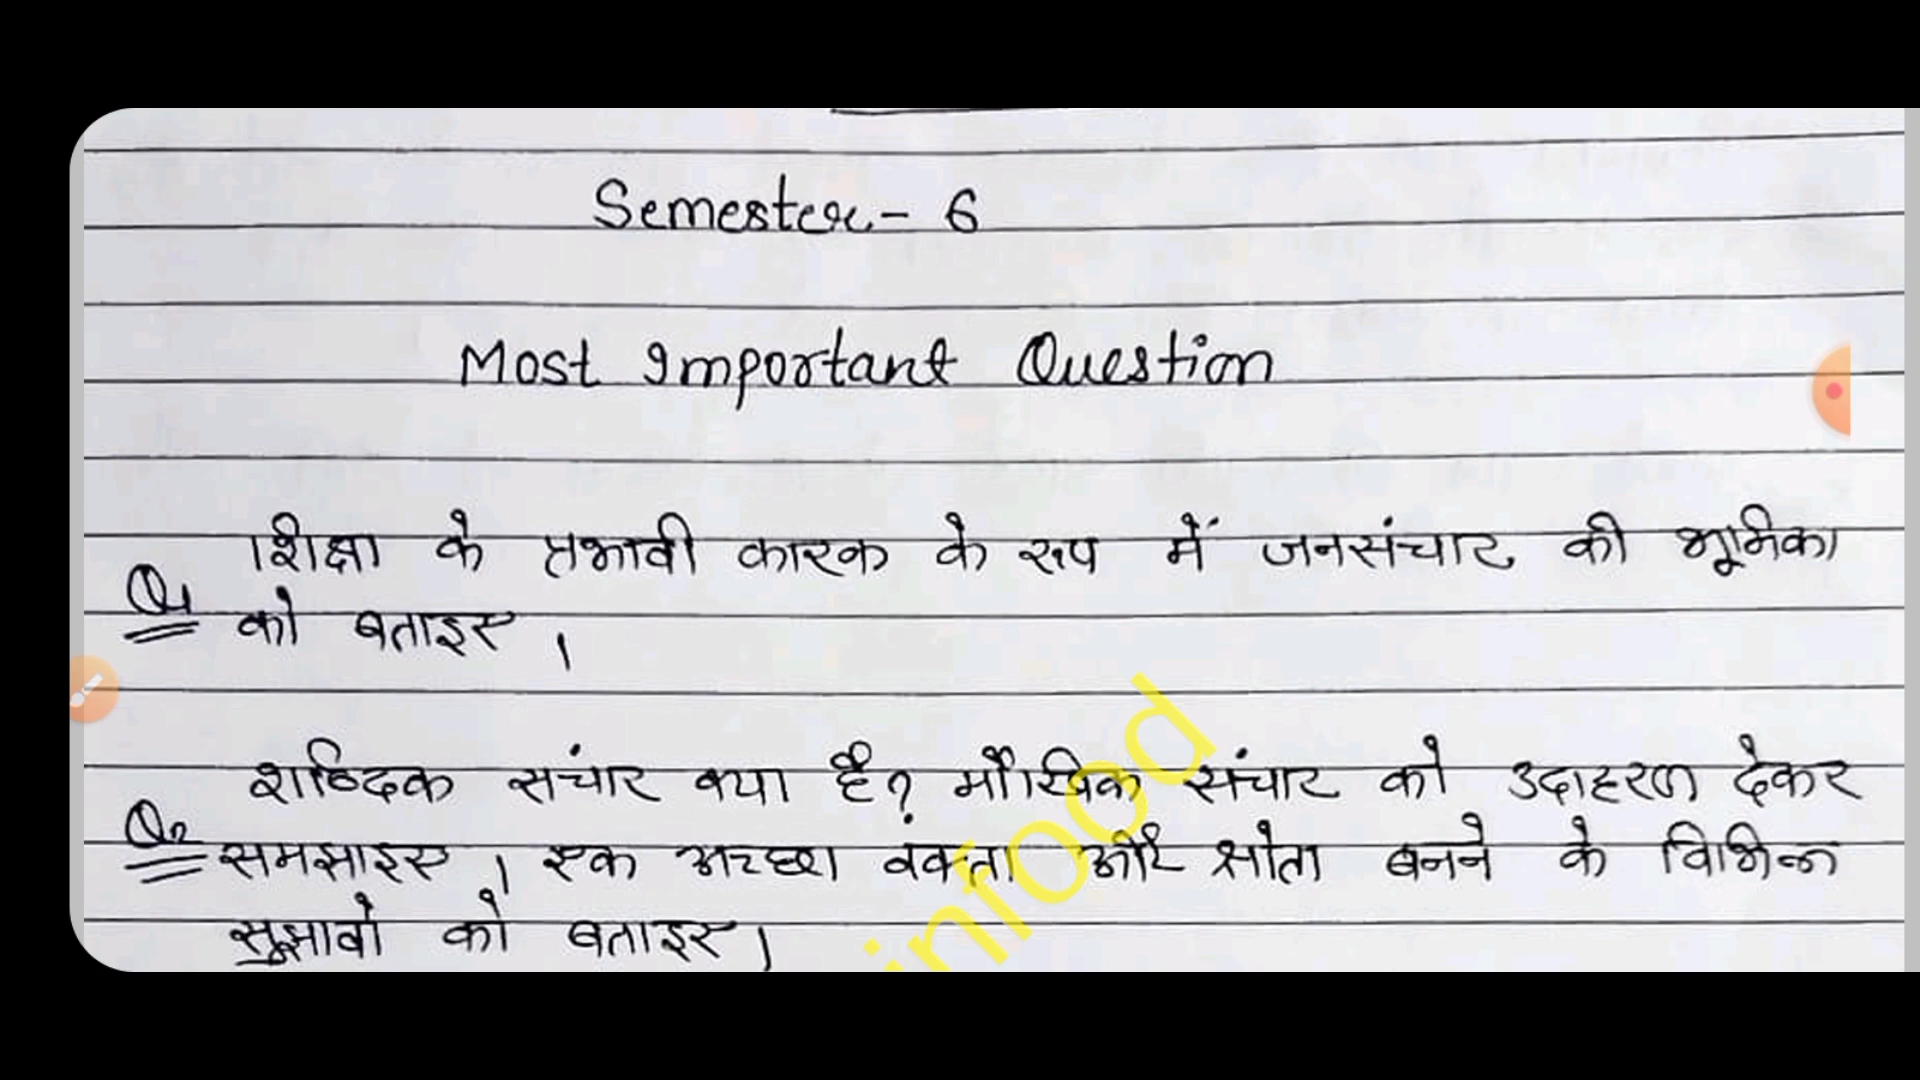 Semester - 6
Most Important Question
शिक्षा के प्रभावी कारक के रूप में जनसंचार की भूमिका
Q1 को बताइए ।
शाब्दिक संचार क्या है? मौखिक संचार को उदाहरण देकर
Q2 समझाइए । एक अच्छा वक्ता और श्रोता बनने के विभिन्न
सुझावों को बताइए ।
infood